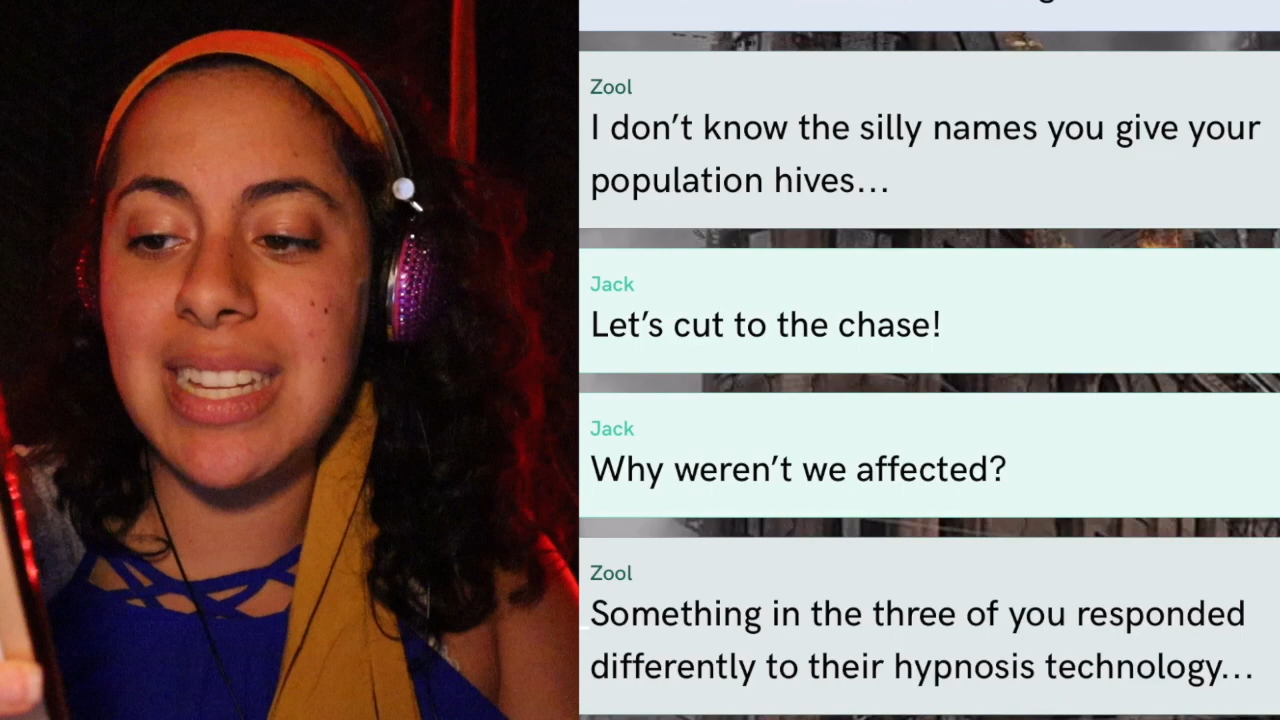 Zool
I don’t know the silly names you give your
population hives…
Jack
Let’s cut to the chase!
Jack
Why weren’t we affected?
Zool
Something in the three of you responded
differently to their hypnosis technology…